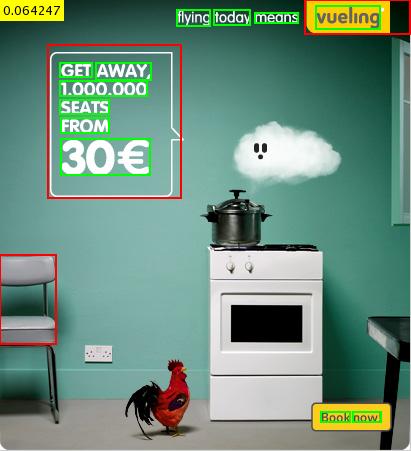 0.064247
flying today means vueling
GET AWAY,
1.000.000
SEATS
FROM
30€
Book now